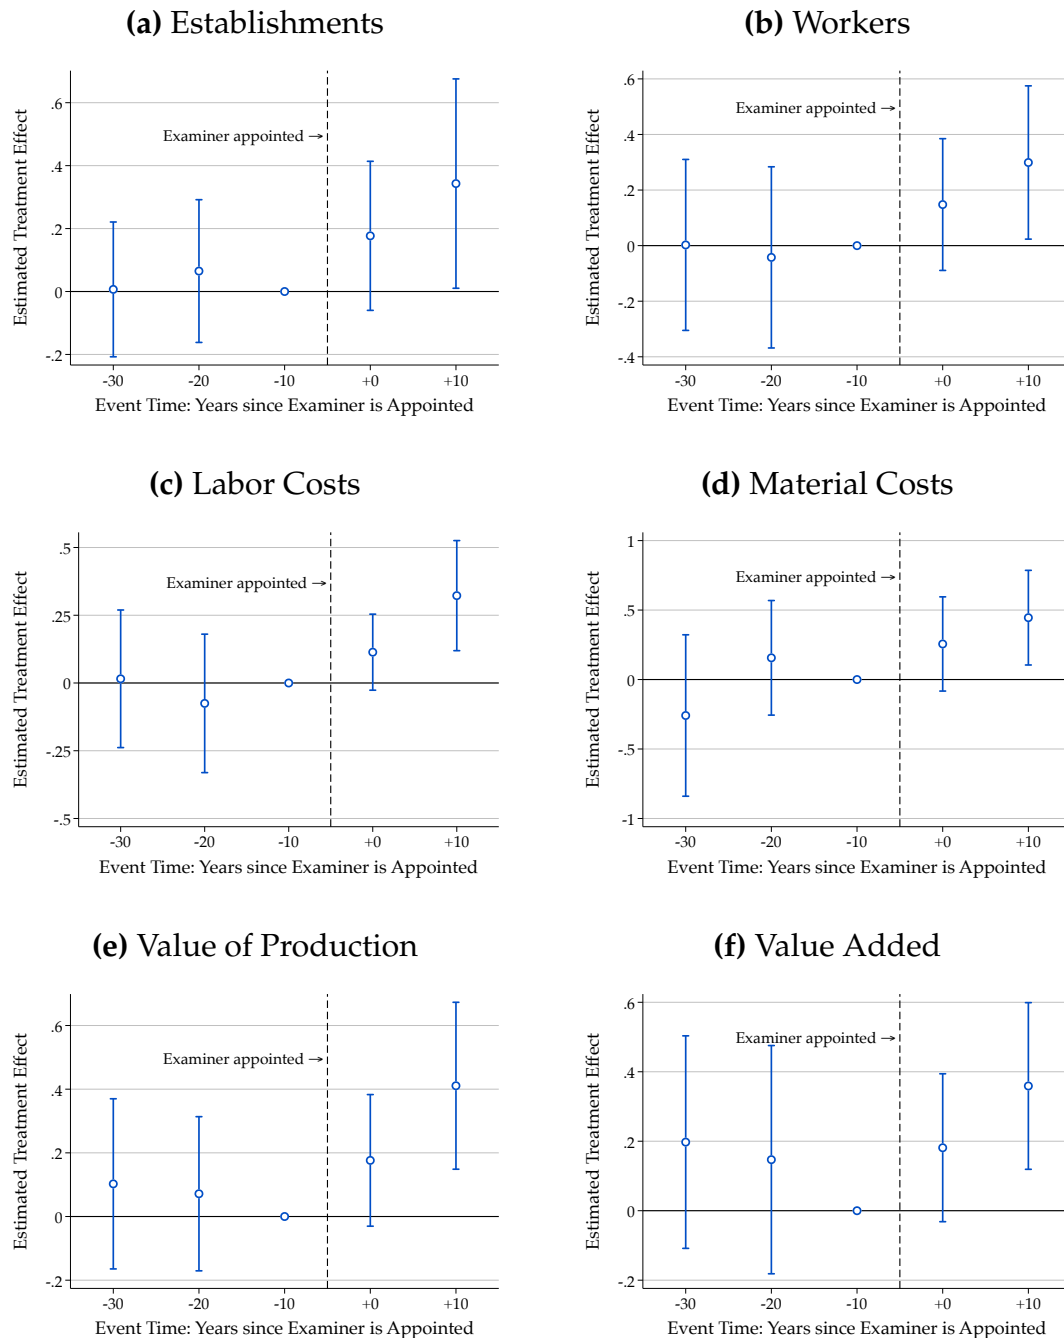 (a) Establishments
Estimated Treatment Effect
.6
.4
.2
0
-.2
Examiner appointed →
-30 -20 -10 +0 +10
Event Time: Years since Examiner is Appointed
(b) Workers
Estimated Treatment Effect
.6
.4
.2
0
-.2
-.4
Examiner appointed →
-30 -20 -10 +0 +10
Event Time: Years since Examiner is Appointed
(c) Labor Costs
Estimated Treatment Effect
.5
.25
0
-.25
-.5
Examiner appointed →
-30 -20 -10 +0 +10
Event Time: Years since Examiner is Appointed
(d) Material Costs
Estimated Treatment Effect
1
.5
0
-.5
-1
Examiner appointed →
-30 -20 -10 +0 +10
Event Time: Years since Examiner is Appointed
(e) Value of Production
Estimated Treatment Effect
.6
.4
.2
0
-.2
Examiner appointed →
-30 -20 -10 +0 +10
Event Time: Years since Examiner is Appointed
(f) Value Added
Estimated Treatment Effect
.6
.4
.2
0
-.2
Examiner appointed →
-30 -20 -10 +0 +10
Event Time: Years since Examiner is Appointed